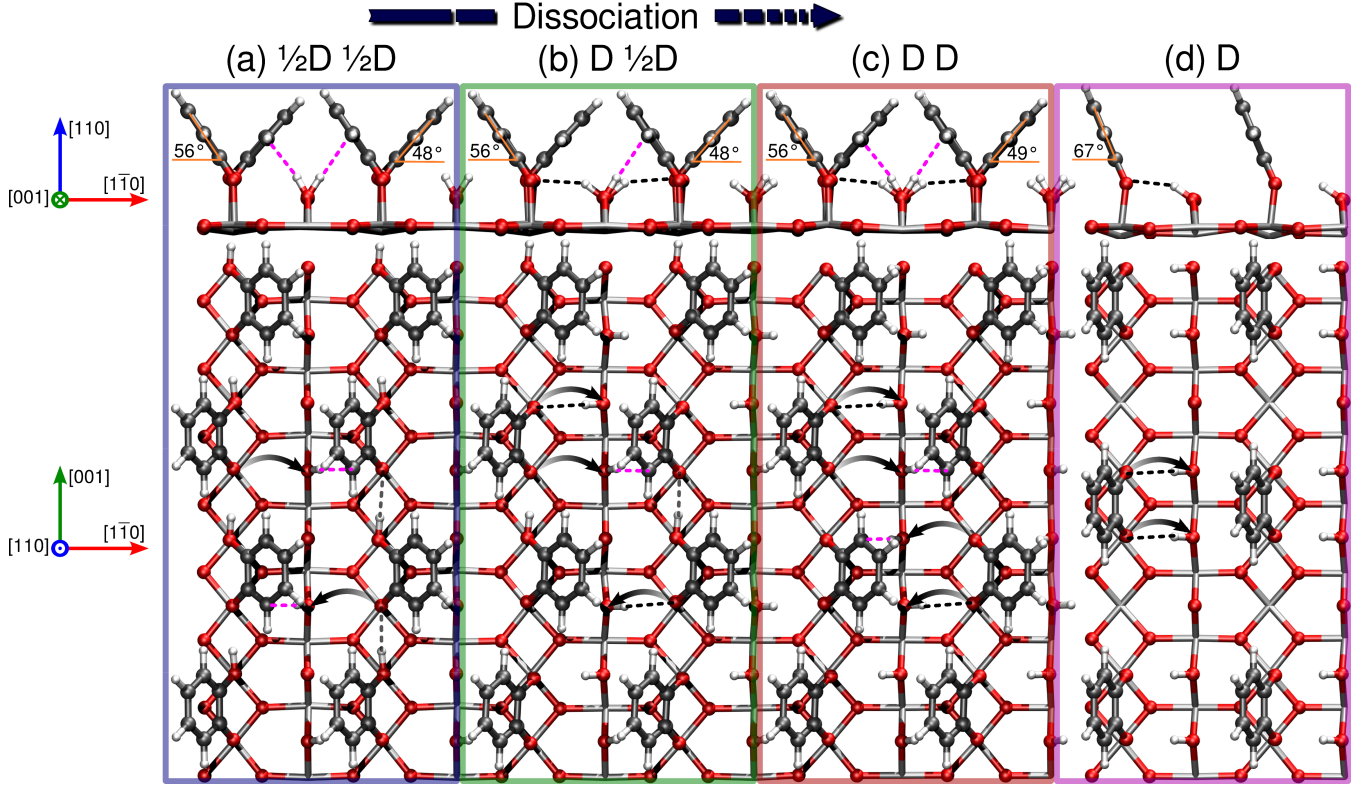 Dissociation
(a) ½D ½D
(b) D ½D
(c) D D
(d) D
[110]
[001]
[11̅0]
56°
48°
56°
48°
56°
49°
67°
[001]
[110]
[11̅0]